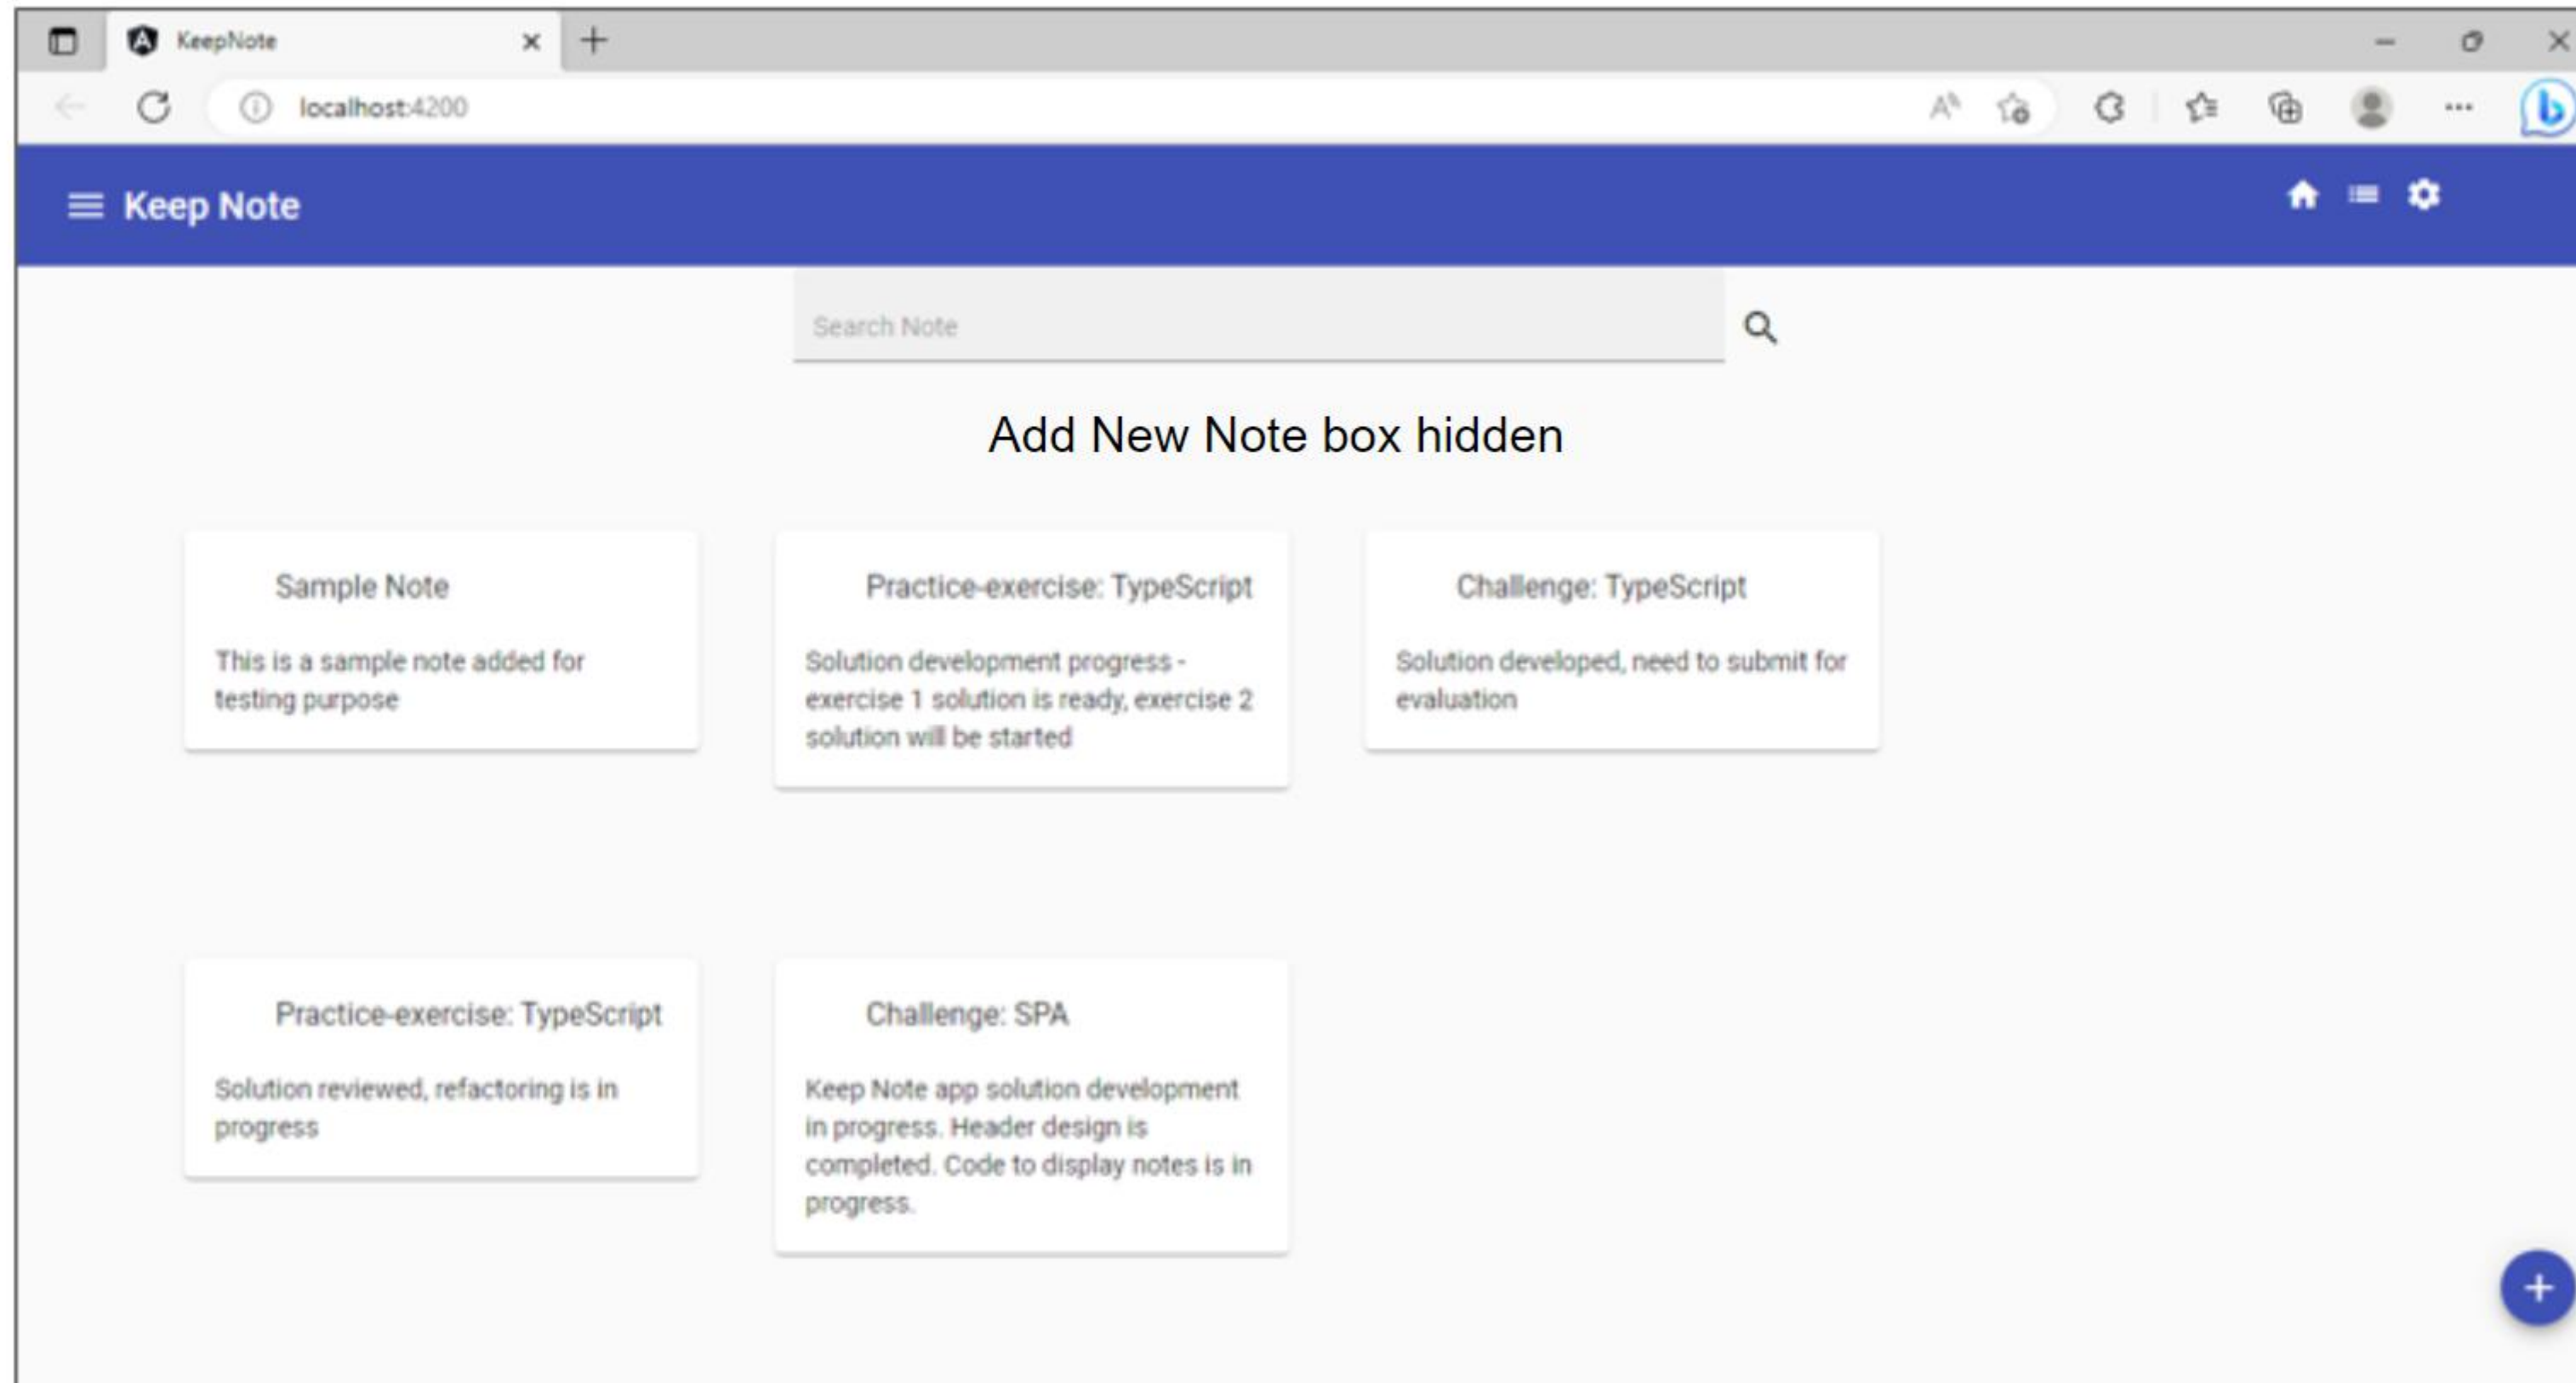 KeepNote
localhost:4200
Keep Note
Search Note
Add New Note box hidden
Sample Note
This is a sample note added for
testing purpose
Practice-exercise: TypeScript
Solution development progress -
exercise 1 solution is ready, exercise 2
solution will be started
Challenge: TypeScript
Solution developed, need to submit for
evaluation
Practice-exercise: TypeScript
Solution reviewed, refactoring is in
progress
Challenge: SPA
Keep Note app solution development
in progress. Header design is
completed. Code to display notes is in
progress.